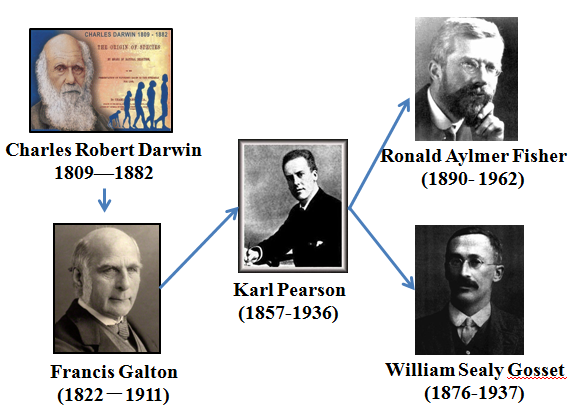 CHARLES DARWIN 1809 - 1882
THE ORIGIN OF SPECIES
Charles Robert Darwin
1809—1882
Francis Galton
(1822－1911)
Karl Pearson
(1857-1936)
Ronald Aylmer Fisher
(1890- 1962)
William Sealy Gosset
(1876-1937)